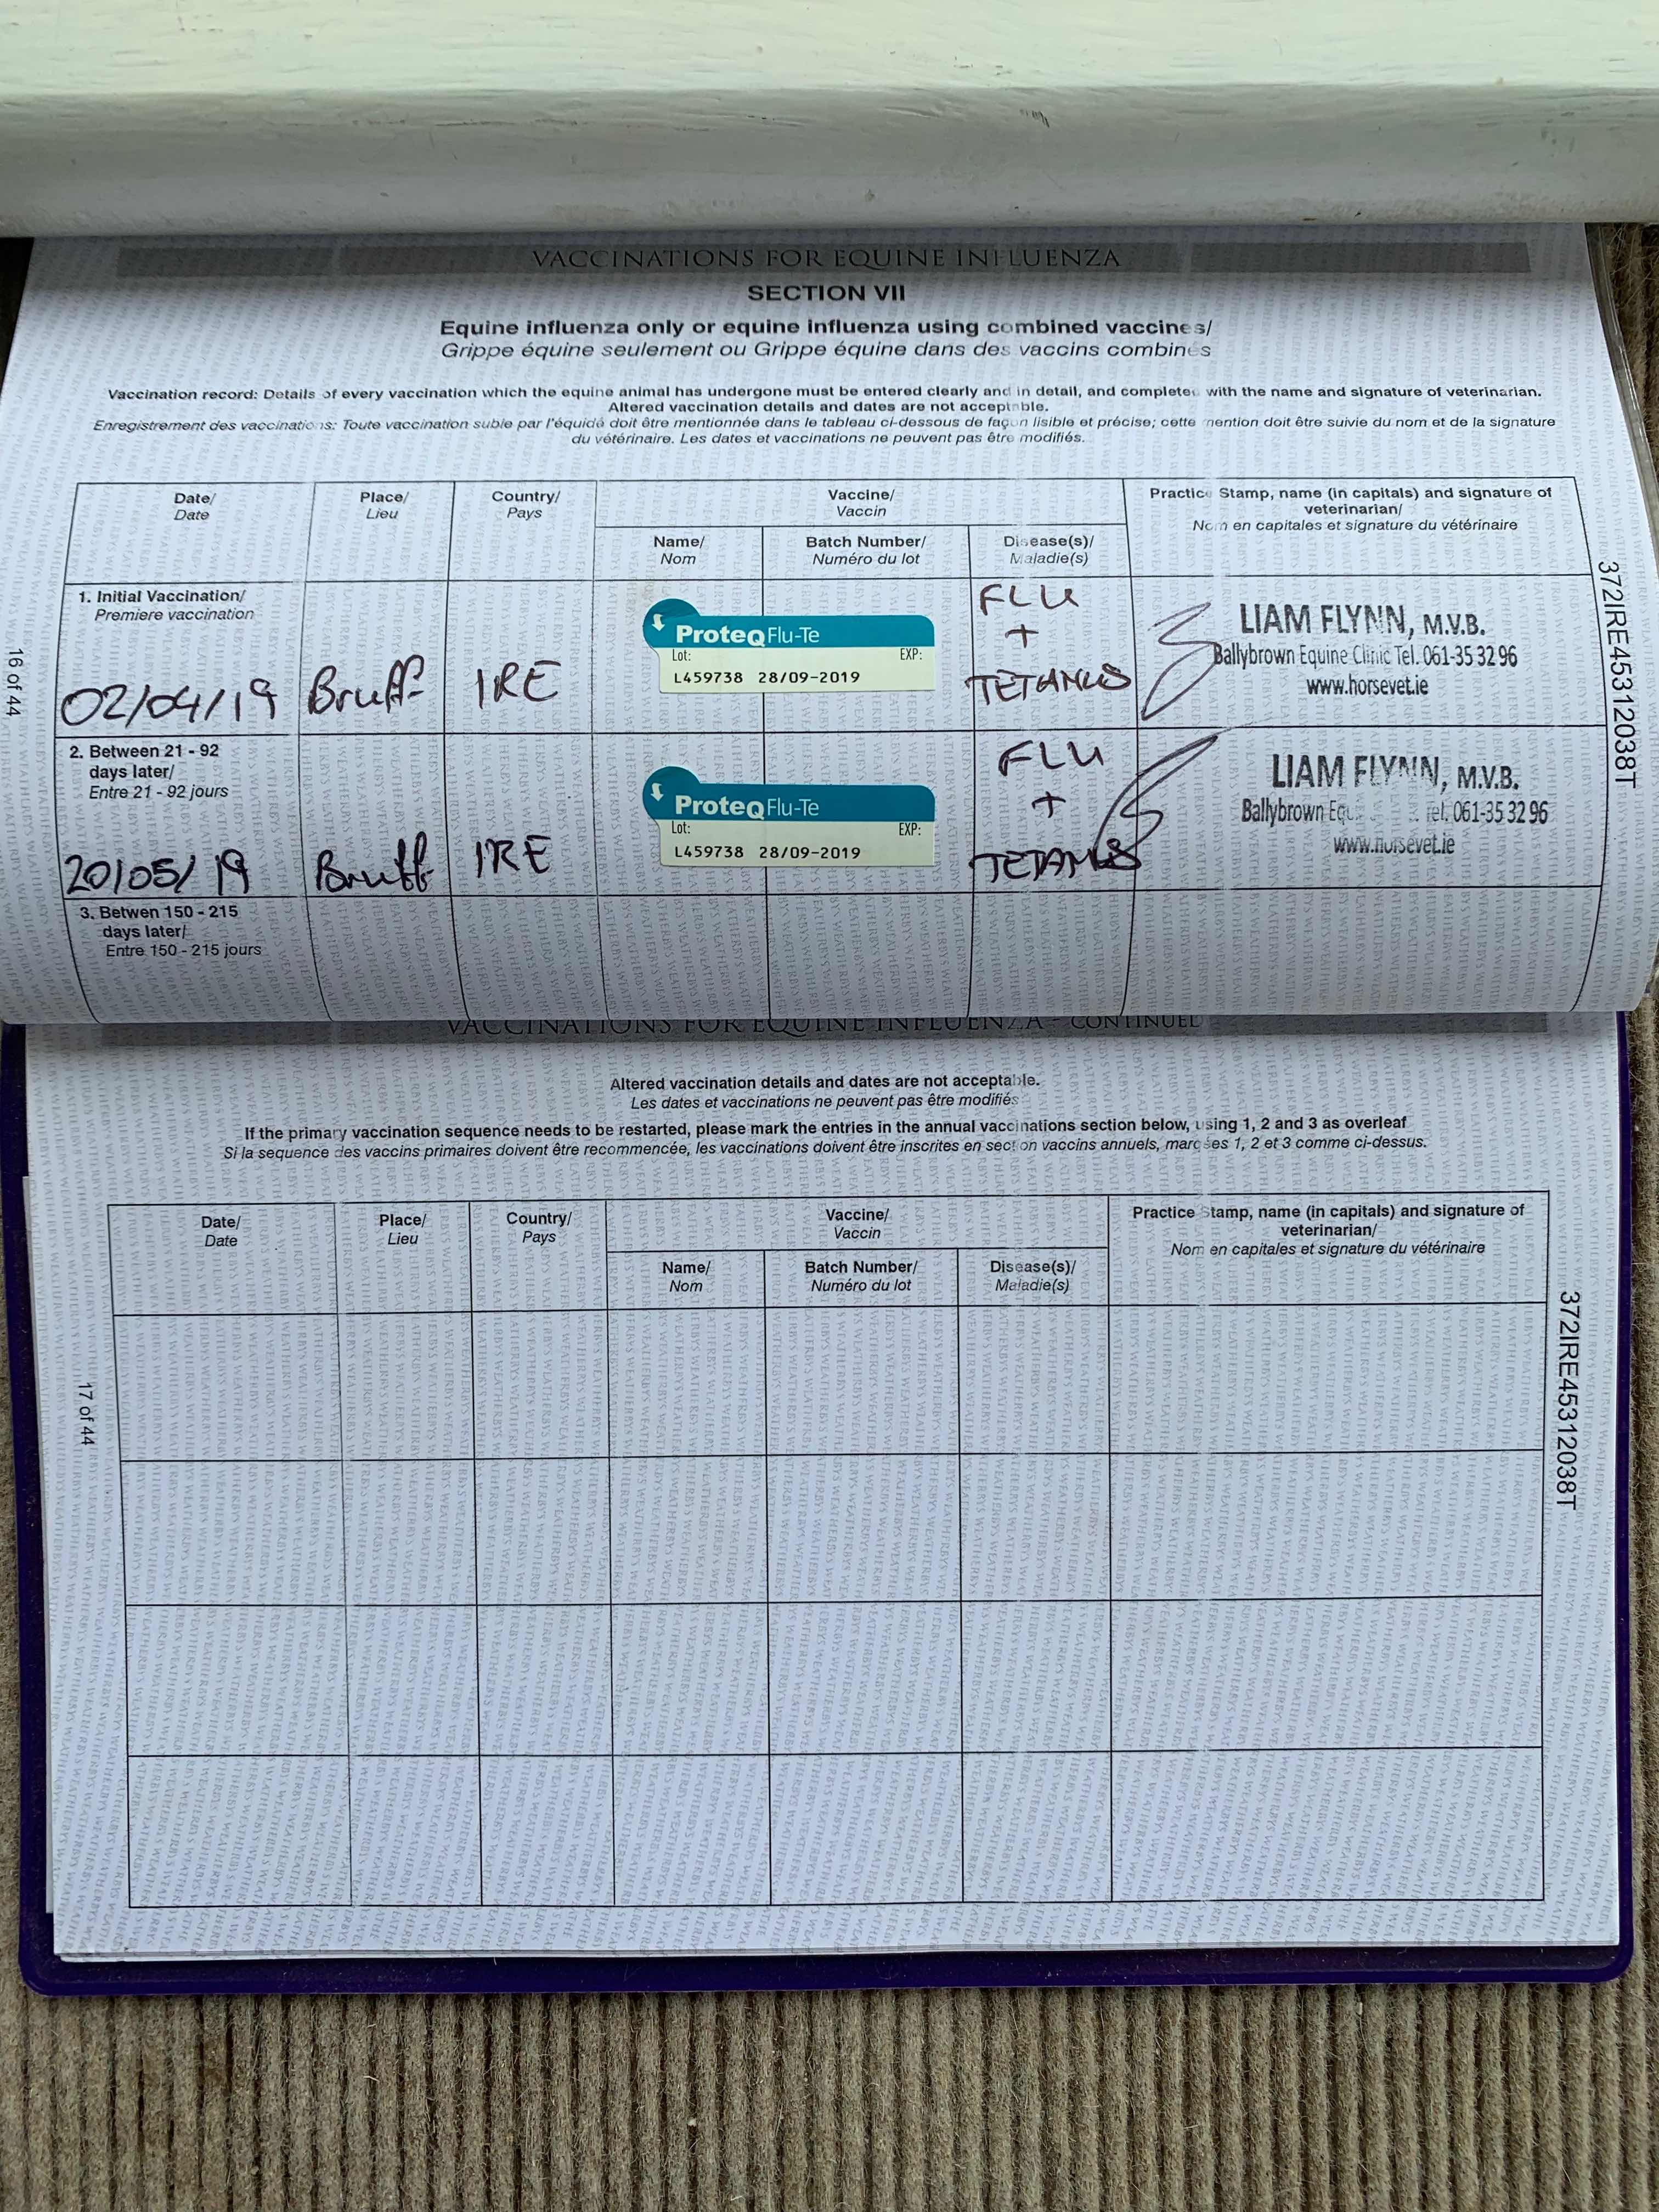 VACCINATIONS FOR EQUINE INFLUENZA
SECTION VII
Equine influenza only or equine influenza using combined vaccines/
Grippe équine seulement ou Grippe équine dans des vaccins combinés
Vaccination record: Details of every vaccination which the equine animal has undergone must be entered clearly and in detail, and completed with the name and signature of veterinarian.
Altered vaccination details and dates are not acceptable.
Enregistrement des vaccinations: Toute vaccination subie par l'équidé doit être mentionnée dans le tableau ci-dessous de façon lisible et précise; cette mention doit être suivie du nom et de la signature
du vétérinaire. Les dates et vaccinations ne peuvent pas être modifiés.
Date/
Date
Place/
Lieu
Country/
Pays
Vaccine/
Vaccin
Practice Stamp, name (in capitals) and signature of
veterinarian/
Nom en capitales et signature du vétérinaire
Name/
Nom
Batch Number/
Numéro du lot
Disease(s)/
Maladie(s)
1. Initial Vaccination/
Premiere vaccination
02/04/19
Bruff
IRE
ProteqFlu-Te
Lot: EXP:
L459738 28/09-2019
FLU
+
TETANUS
LIAM FLYNN, M.V.B.
Ballybrown Equine Clinic Tel. 061-35 32 96
www.horsevet.ie
2. Between 21 - 92
days later/
Entre 21 - 92 jours
20/05/19
Bruff
IRE
ProteqFlu-Te
Lot: EXP:
L459738 28/09-2019
FLU
+
TETANUS
LIAM FLYNN, M.V.B.
Ballybrown Tel. 061-35 32 96
www.horsevet.ie
3. Betwen 150 - 215
days later/
Entre 150 - 215 jours
16 of 44
372IRE45312038T
VACCINATIONS FOR EQUINE INFLUENZA - CONTINUED
Altered vaccination details and dates are not acceptable.
Les dates et vaccinations ne peuvent pas être modifiés
If the primary vaccination sequence needs to be restarted, please mark the entries in the annual vaccinations section below, using 1, 2 and 3 as overleaf
Si la sequence des vaccins primaires doivent être recommencée, les vaccinations doivent être inscrites en section vaccins annuels, marqées 1, 2 et 3 comme ci-dessus.
Date/
Date
Place/
Lieu
Country/
Pays
Vaccine/
Vaccin
Practice Stamp, name (in capitals) and signature of
veterinarian/
Nom en capitales et signature du vétérinaire
Name/
Nom
Batch Number/
Numéro du lot
Disease(s)/
Maladie(s)
17 of 44
372IRE45312038T